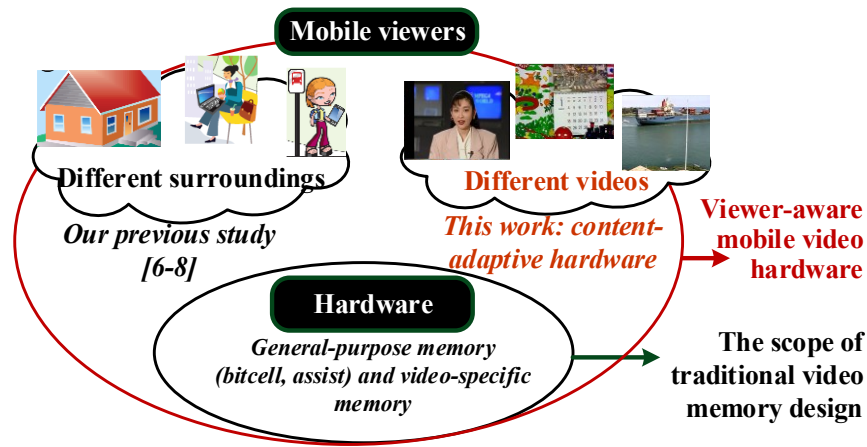 Mobile viewers
Different surroundings
Our previous study
[6-8]
Different videos
This work: content-
adaptive hardware
Viewer-aware
mobile video
hardware
Hardware
General-purpose memory
(bitcell, assist) and video-specific
memory
The scope of
traditional video
memory design